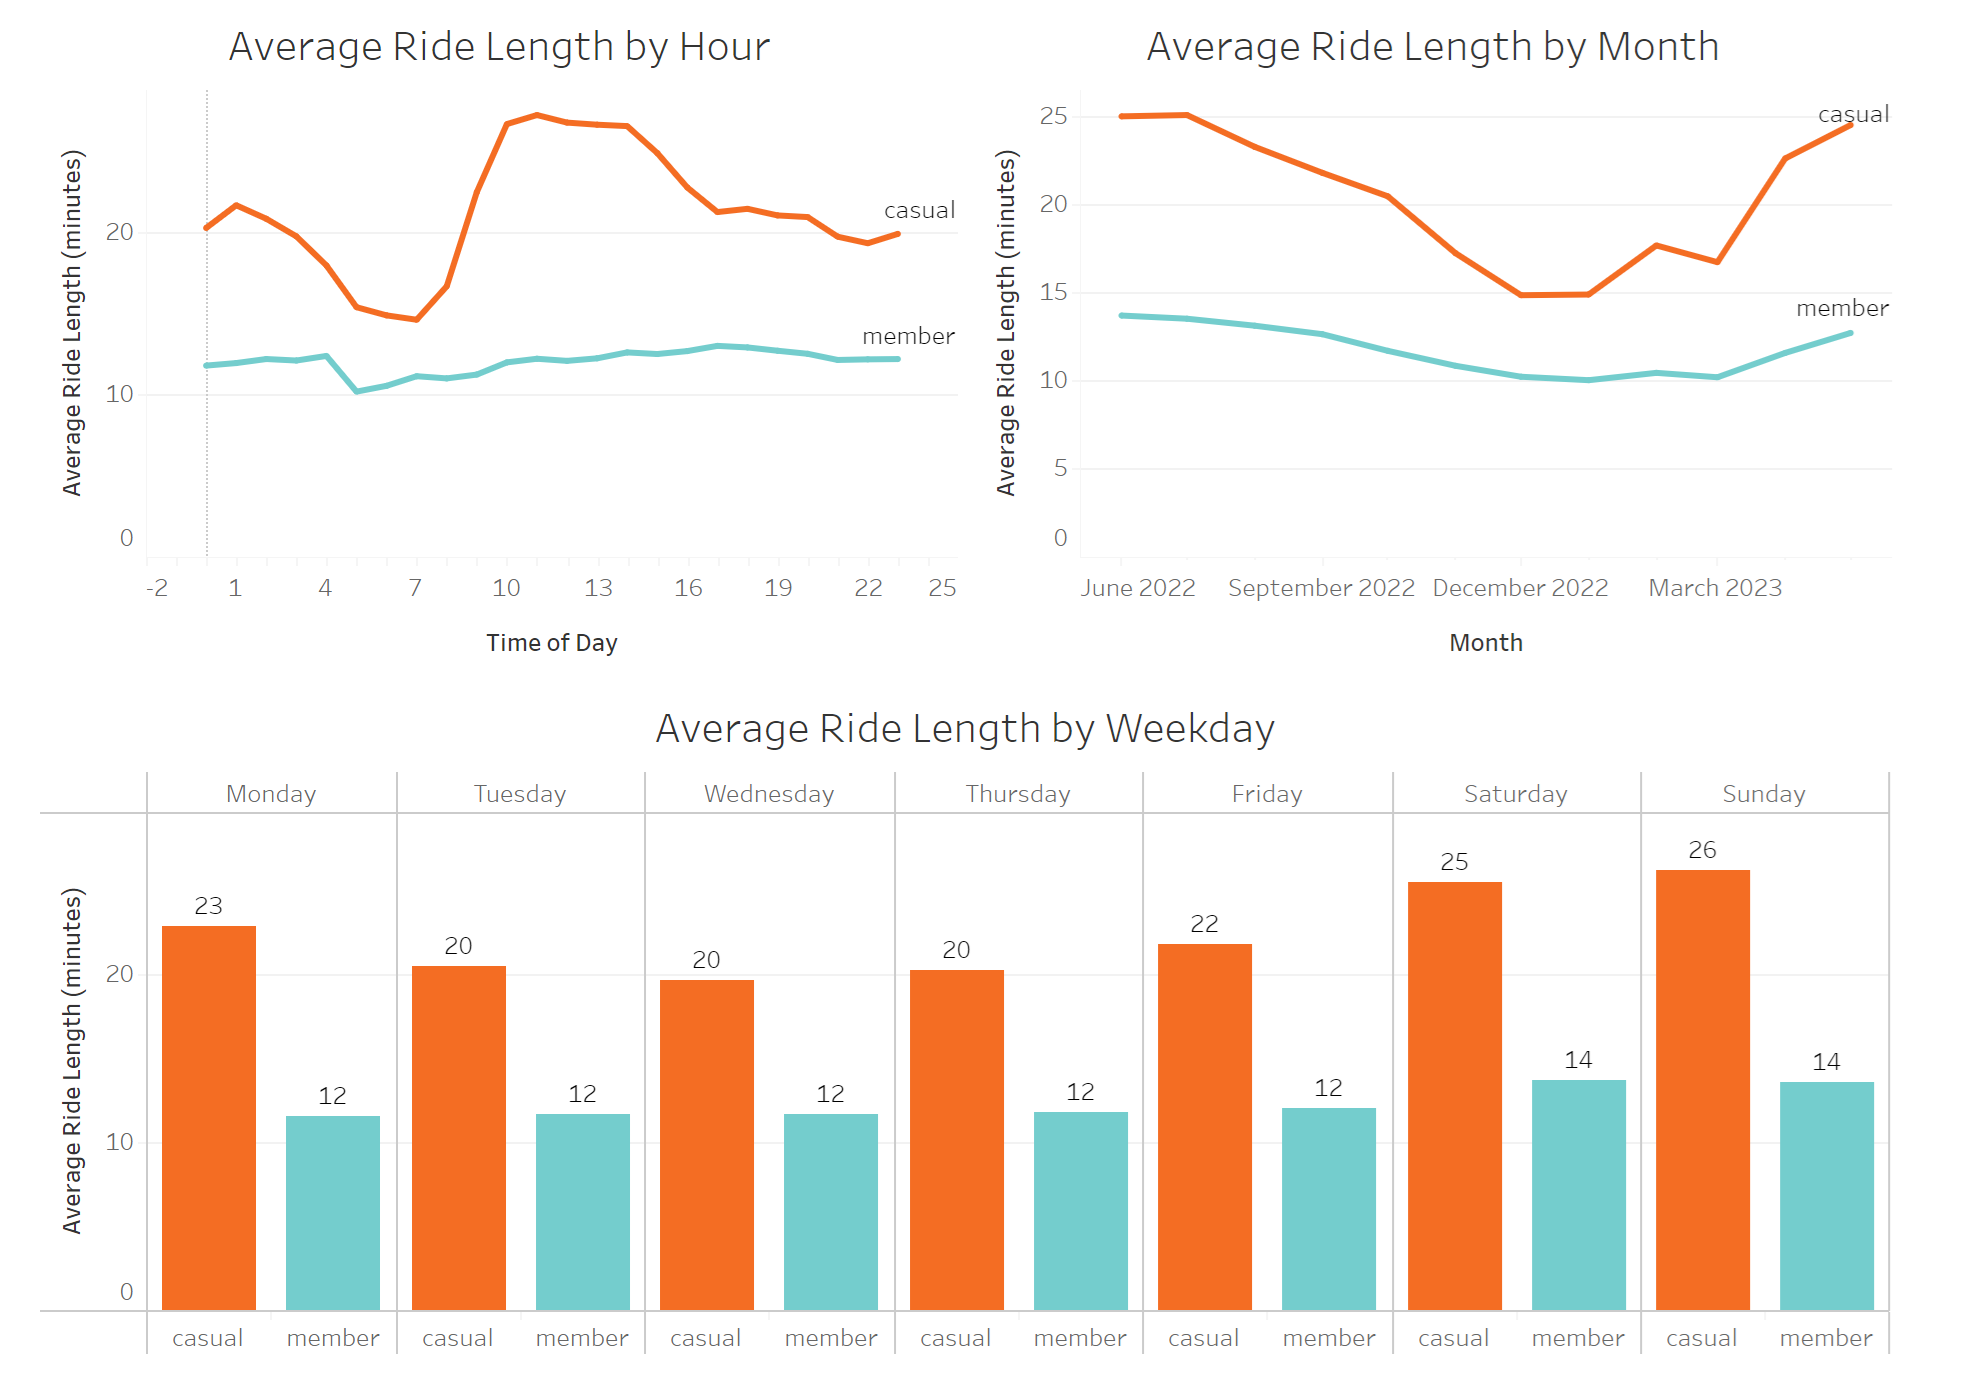 Average Ride Length by Hour
Average Ride Length (minutes)
20
10
0
casual
member
-2 1 4 7 10 13 16 19 22 25
Time of Day
Average Ride Length by Month
Average Ride Length (minutes)
25
20
15
10
5
0
casual
member
June 2022 September 2022 December 2022 March 2023
Month
Average Ride Length by Weekday
Monday Tuesday Wednesday Thursday Friday Saturday Sunday
Average Ride Length (minutes)
20
10
0
23 12 20 12 20 12 20 12 22 12 25 14 26 14
casual member casual member casual member casual member casual member casual member casual member